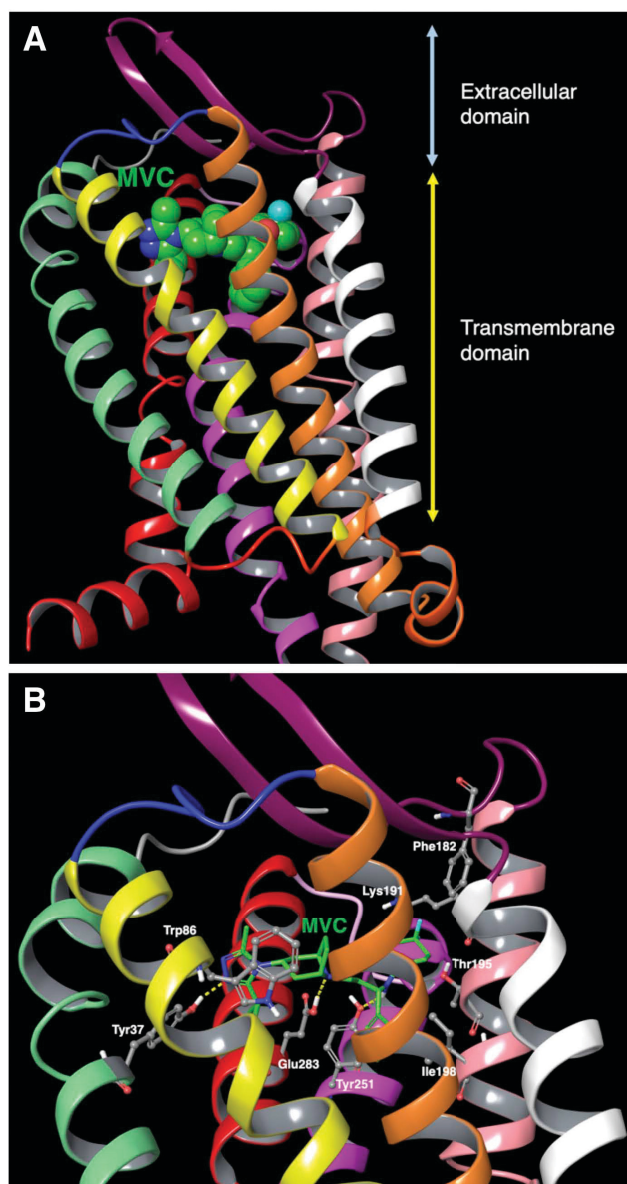 A
Extracellular
domain
MVC
Transmembrane
domain
B
Phe182
Lys191
MVC
Trp86
Thr195
Tyr37
Glu283
Ile198
Tyr251